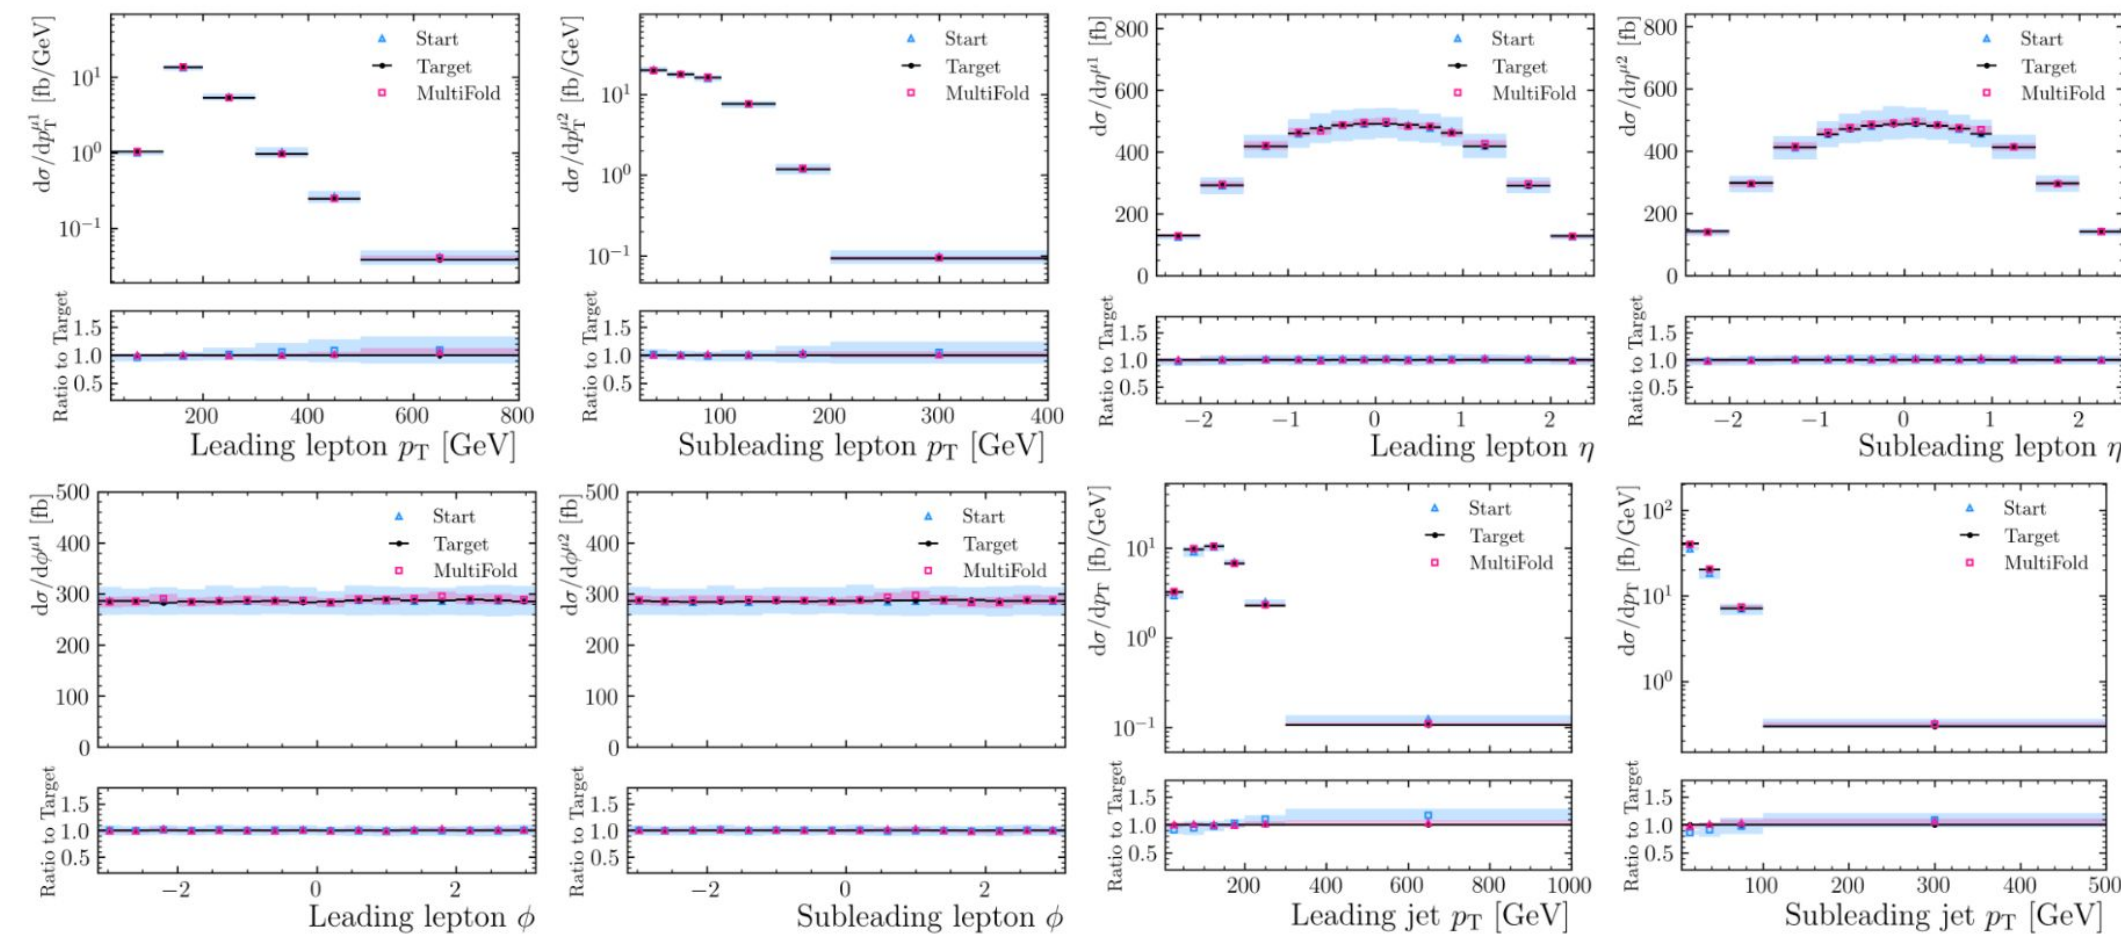 dσ/dp_T^{μ1} [fb/GeV]
10^1
10^0
10^{-1}
Start
Target
MultiFold
Ratio to Target
1.5
1.0
0.5
200 400 600 800
Leading lepton p_T [GeV]
dσ/dp_T^{μ2} [fb/GeV]
10^1
10^0
10^{-1}
Start
Target
MultiFold
Ratio to Target
1.5
1.0
0.5
100 200 300 400
Subleading lepton p_T [GeV]
dσ/dη^{μ1} [fb]
800
600
400
200
0
Start
Target
MultiFold
Ratio to Target
1.5
1.0
0.5
−2 −1 0 1 2
Leading lepton η
dσ/dη^{μ2} [fb]
800
600
400
200
0
Start
Target
MultiFold
Ratio to Target
1.5
1.0
0.5
−2 −1 0 1 2
Subleading lepton η
dσ/dϕ^{μ1} [fb]
500
400
300
200
100
0
Start
Target
MultiFold
Ratio to Target
1.5
1.0
0.5
−2 0 2
Leading lepton ϕ
dσ/dϕ^{μ2} [fb]
500
400
300
200
100
0
Start
Target
MultiFold
Ratio to Target
1.5
1.0
0.5
−2 0 2
Subleading lepton ϕ
dσ/dp_T [fb/GeV]
10^1
10^0
10^{-1}
Start
Target
MultiFold
Ratio to Target
1.5
1.0
0.5
200 400 600 800 1000
Leading jet p_T [GeV]
dσ/dp_T [fb/GeV]
10^2
10^1
10^0
Start
Target
MultiFold
Ratio to Target
1.5
1.0
0.5
100 200 300 400 500
Subleading jet p_T [GeV]